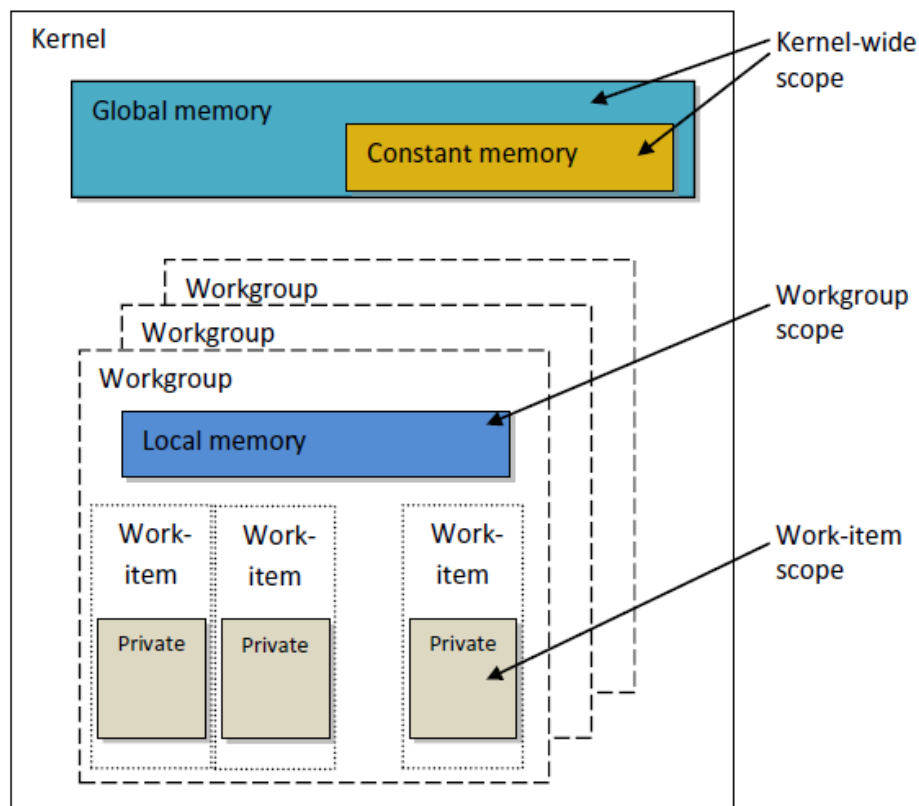 Kernel
Kernel-wide
scope
Global memory
Constant memory
Workgroup
Workgroup
Workgroup
Workgroup
scope
Local memory
Work-
item
Work-
item
Work-
item
Work-item
scope
Private
Private
Private